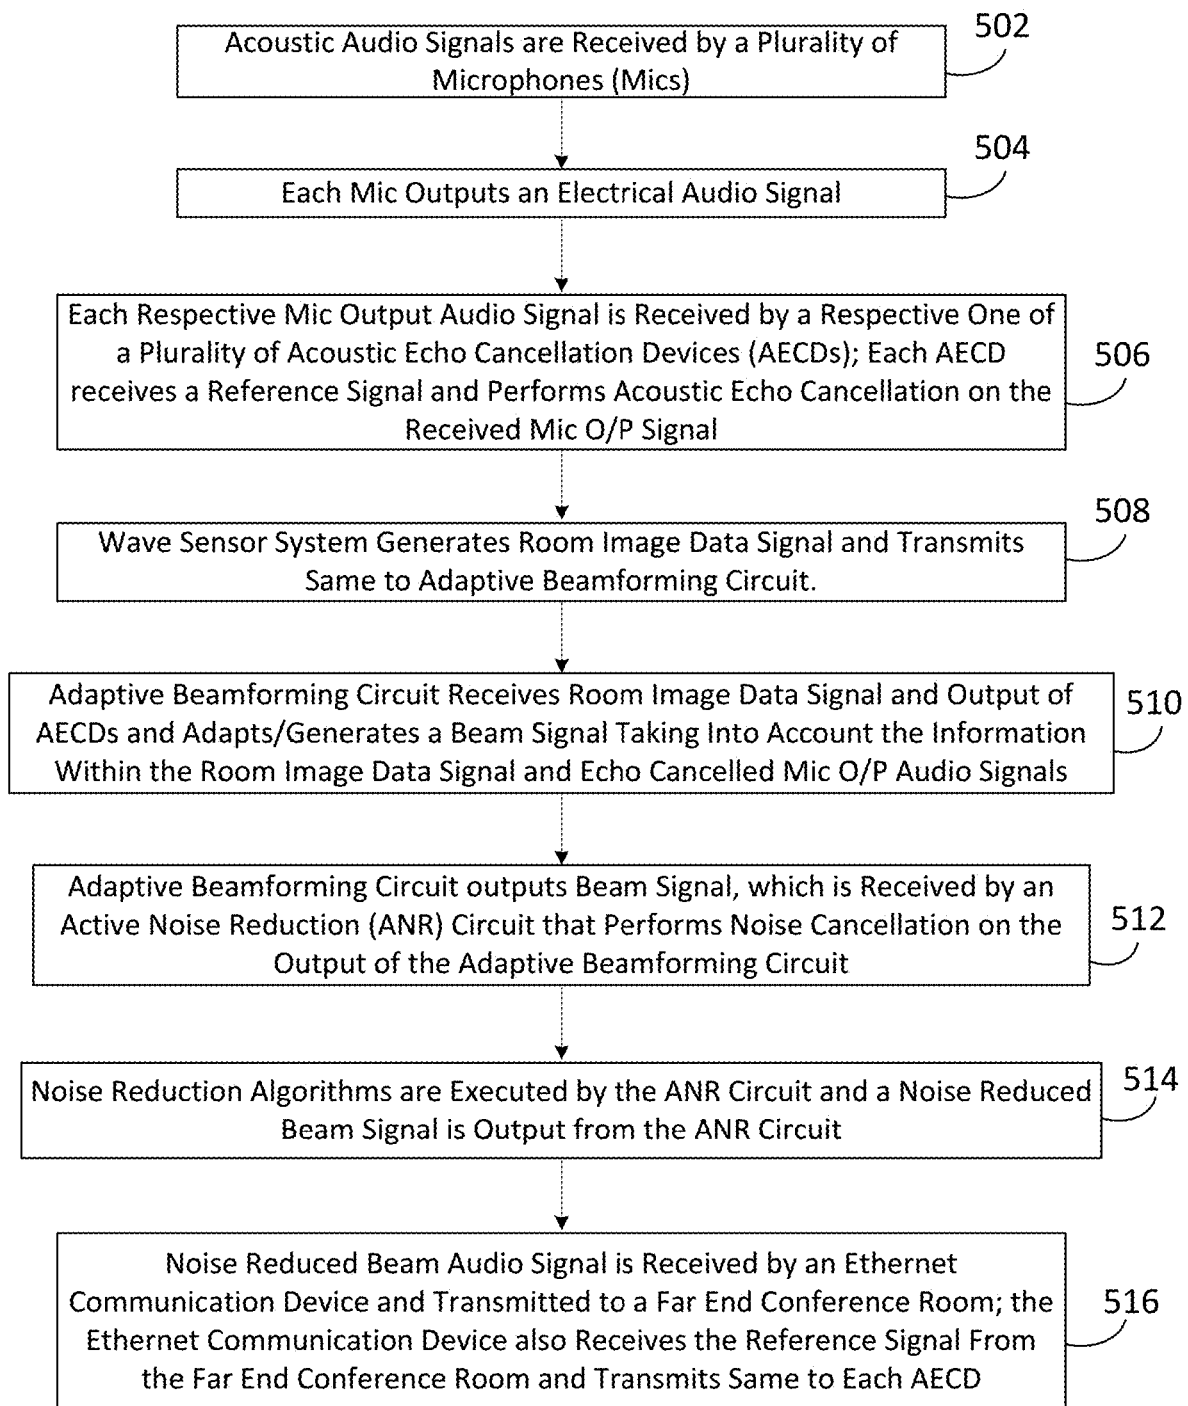 502
Acoustic Audio Signals are Received by a Plurality of
Microphones (Mics)
504
Each Mic Outputs an Electrical Audio Signal
506
Each Respective Mic Output Audio Signal is Received by a Respective One of
a Plurality of Acoustic Echo Cancellation Devices (AECDs); Each AECD
receives a Reference Signal and Performs Acoustic Echo Cancellation on the
Received Mic O/P Signal
508
Wave Sensor System Generates Room Image Data Signal and Transmits
Same to Adaptive Beamforming Circuit.
510
Adaptive Beamforming Circuit Receives Room Image Data Signal and Output of
AECDs and Adapts/Generates a Beam Signal Taking Into Account the Information
Within the Room Image Data Signal and Echo Cancelled Mic O/P Audio Signals
512
Adaptive Beamforming Circuit outputs Beam Signal, which is Received by an
Active Noise Reduction (ANR) Circuit that Performs Noise Cancellation on the
Output of the Adaptive Beamforming Circuit
514
Noise Reduction Algorithms are Executed by the ANR Circuit and a Noise Reduced
Beam Signal is Output from the ANR Circuit
516
Noise Reduced Beam Audio Signal is Received by an Ethernet
Communication Device and Transmitted to a Far End Conference Room; the
Ethernet Communication Device also Receives the Reference Signal From
the Far End Conference Room and Transmits Same to Each AECD